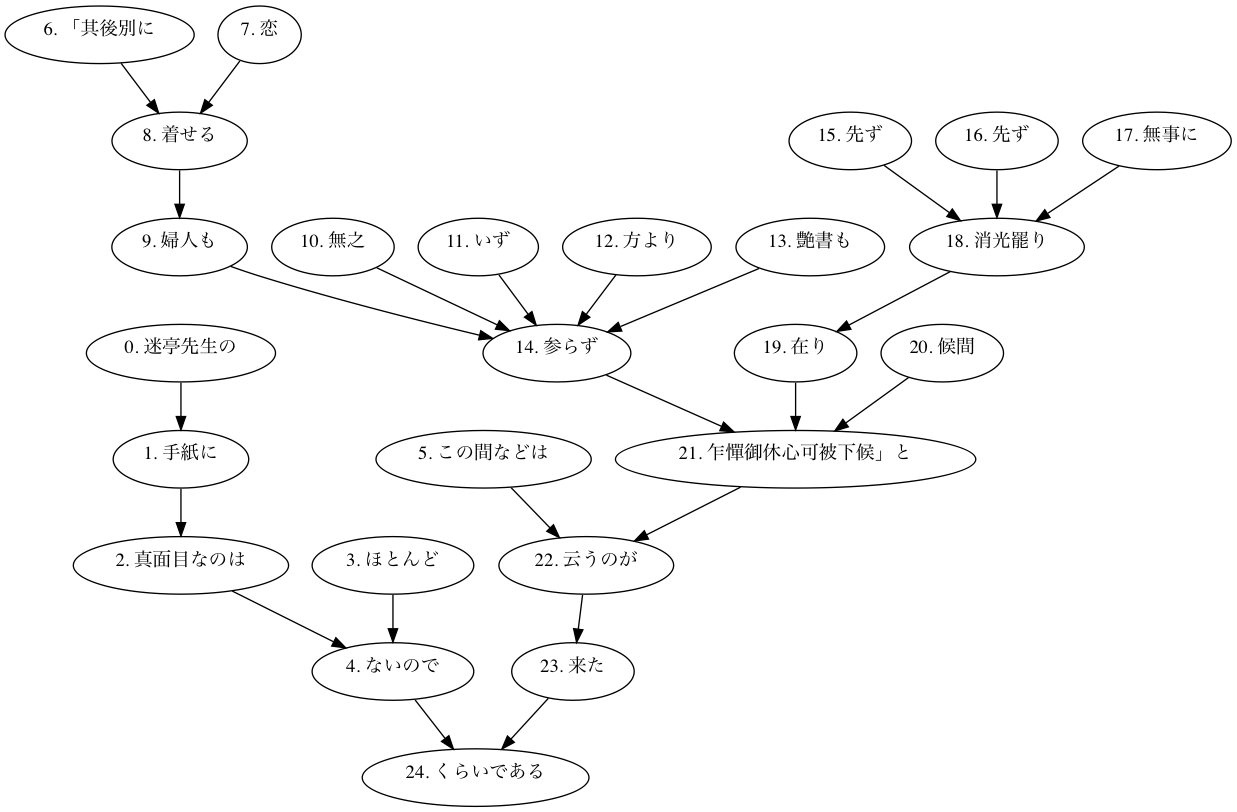 6. 「其後別に
7. 恋
8. 着せる
15. 先ず
16. 先ず
17. 無事に
9. 婦人も
10. 無之
11. いず
12. 方より
13. 艶書も
18. 消光罷り
0. 迷亭先生の
14. 参らず
19. 在り
20. 候間
1. 手紙に
5. この間などは
21. 乍憚御休心可被下候」と
2. 真面目なのは
3. ほとんど
22. 云うのが
4. ないので
23. 来た
24. くらいである